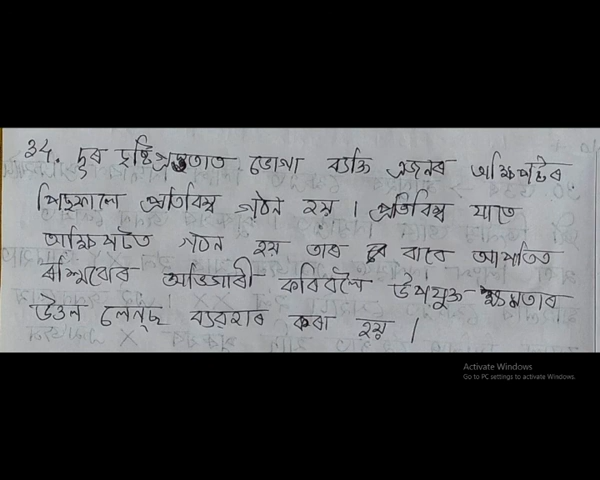 34. দূৰ দৃষ্টিগ্ৰস্ততাত ভোগা ব্যক্তি এজনৰ অক্ষিপটৰ
পিছফালে প্ৰতিবিম্ব গঠন হয় । প্ৰতিবিম্ব যাতে
অক্ষিপটত গঠন হয় তাৰ বাবে আপতিত
ৰশ্মিবোৰ অভিসাৰী কৰিবলৈ উপযুক্ত ক্ষমতাৰ
উত্তল লেন্ছ ব্যৱহাৰ কৰা হয় ।
Activate Windows
Go to PC settings to activate Windows.